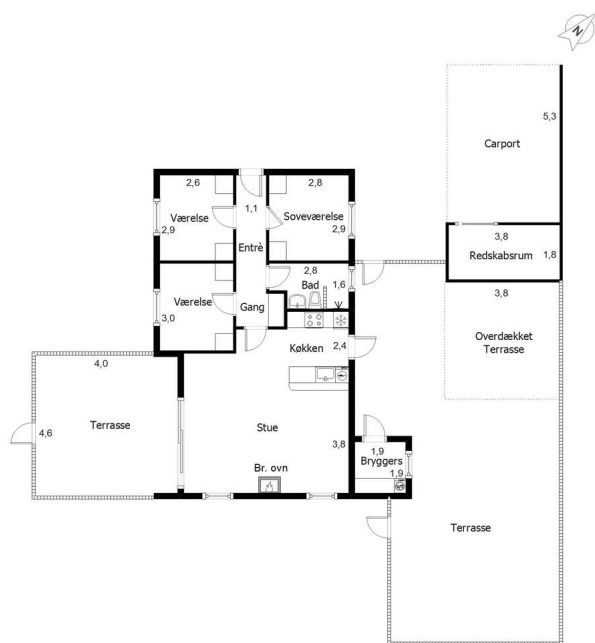 N
5,3
Carport
2,6
2,8
1,1
Værelse
Soveværelse
2,9
2,9
Entrè
3,8
1,8
Redskabsrum
2,8
Bad
1,6
3,8
Værelse
3,0
Gang
Overdækket
Terrasse
Køkken
2,4
4,0
Terrasse
4,6
Stue
3,8
1,9
Bryggers
1,9
Br. ovn
Terrasse